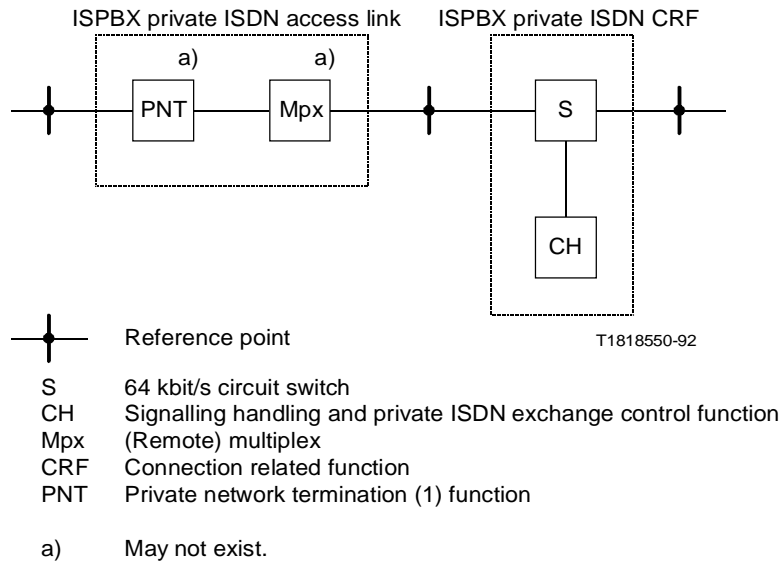 ISPBX private ISDN access link
ISPBX private ISDN CRF
a)
a)
PNT
Mpx
S
CH
Reference point
T1818550-92
S 64 kbit/s circuit switch
CH Signalling handling and private ISDN exchange control function
Mpx (Remote) multiplex
CRF Connection related function
PNT Private network termination (1) function
a) May not exist.